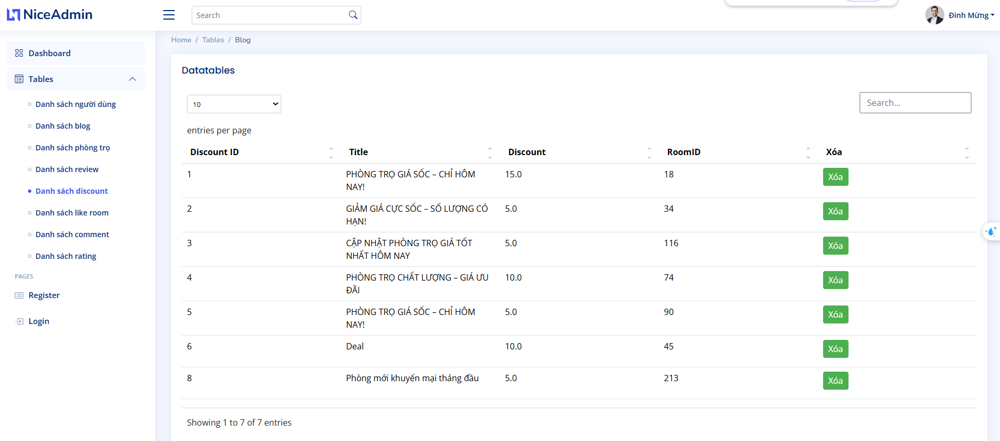 NiceAdmin
Search
Đinh Mừng
Home / Tables / Blog
Dashboard
Tables
Danh sách người dùng
Danh sách blog
Danh sách phòng trọ
Danh sách review
Danh sách discount
Danh sách like room
Danh sách comment
Danh sách rating
PAGES
Register
Login
Datatables
10
Search...
entries per page
Discount ID Title Discount RoomID Xóa
1 PHÒNG TRỌ GIÁ SỐC – CHỈ HÔM 15.0 18 Xóa
NAY!
2 GIẢM GIÁ CỰC SỐC – SỐ LƯỢNG CÓ 5.0 34 Xóa
HẠN!
3 CẬP NHẬT PHÒNG TRỌ GIÁ TỐT 5.0 116 Xóa
NHẤT HÔM NAY
4 PHÒNG TRỌ CHẤT LƯỢNG – GIÁ ƯU 10.0 74 Xóa
ĐÃI
5 PHÒNG TRỌ GIÁ SỐC – CHỈ HÔM 5.0 90 Xóa
NAY!
6 Deal 10.0 45 Xóa
8 Phòng mới khuyến mại tháng đầu 5.0 213 Xóa
Showing 1 to 7 of 7 entries